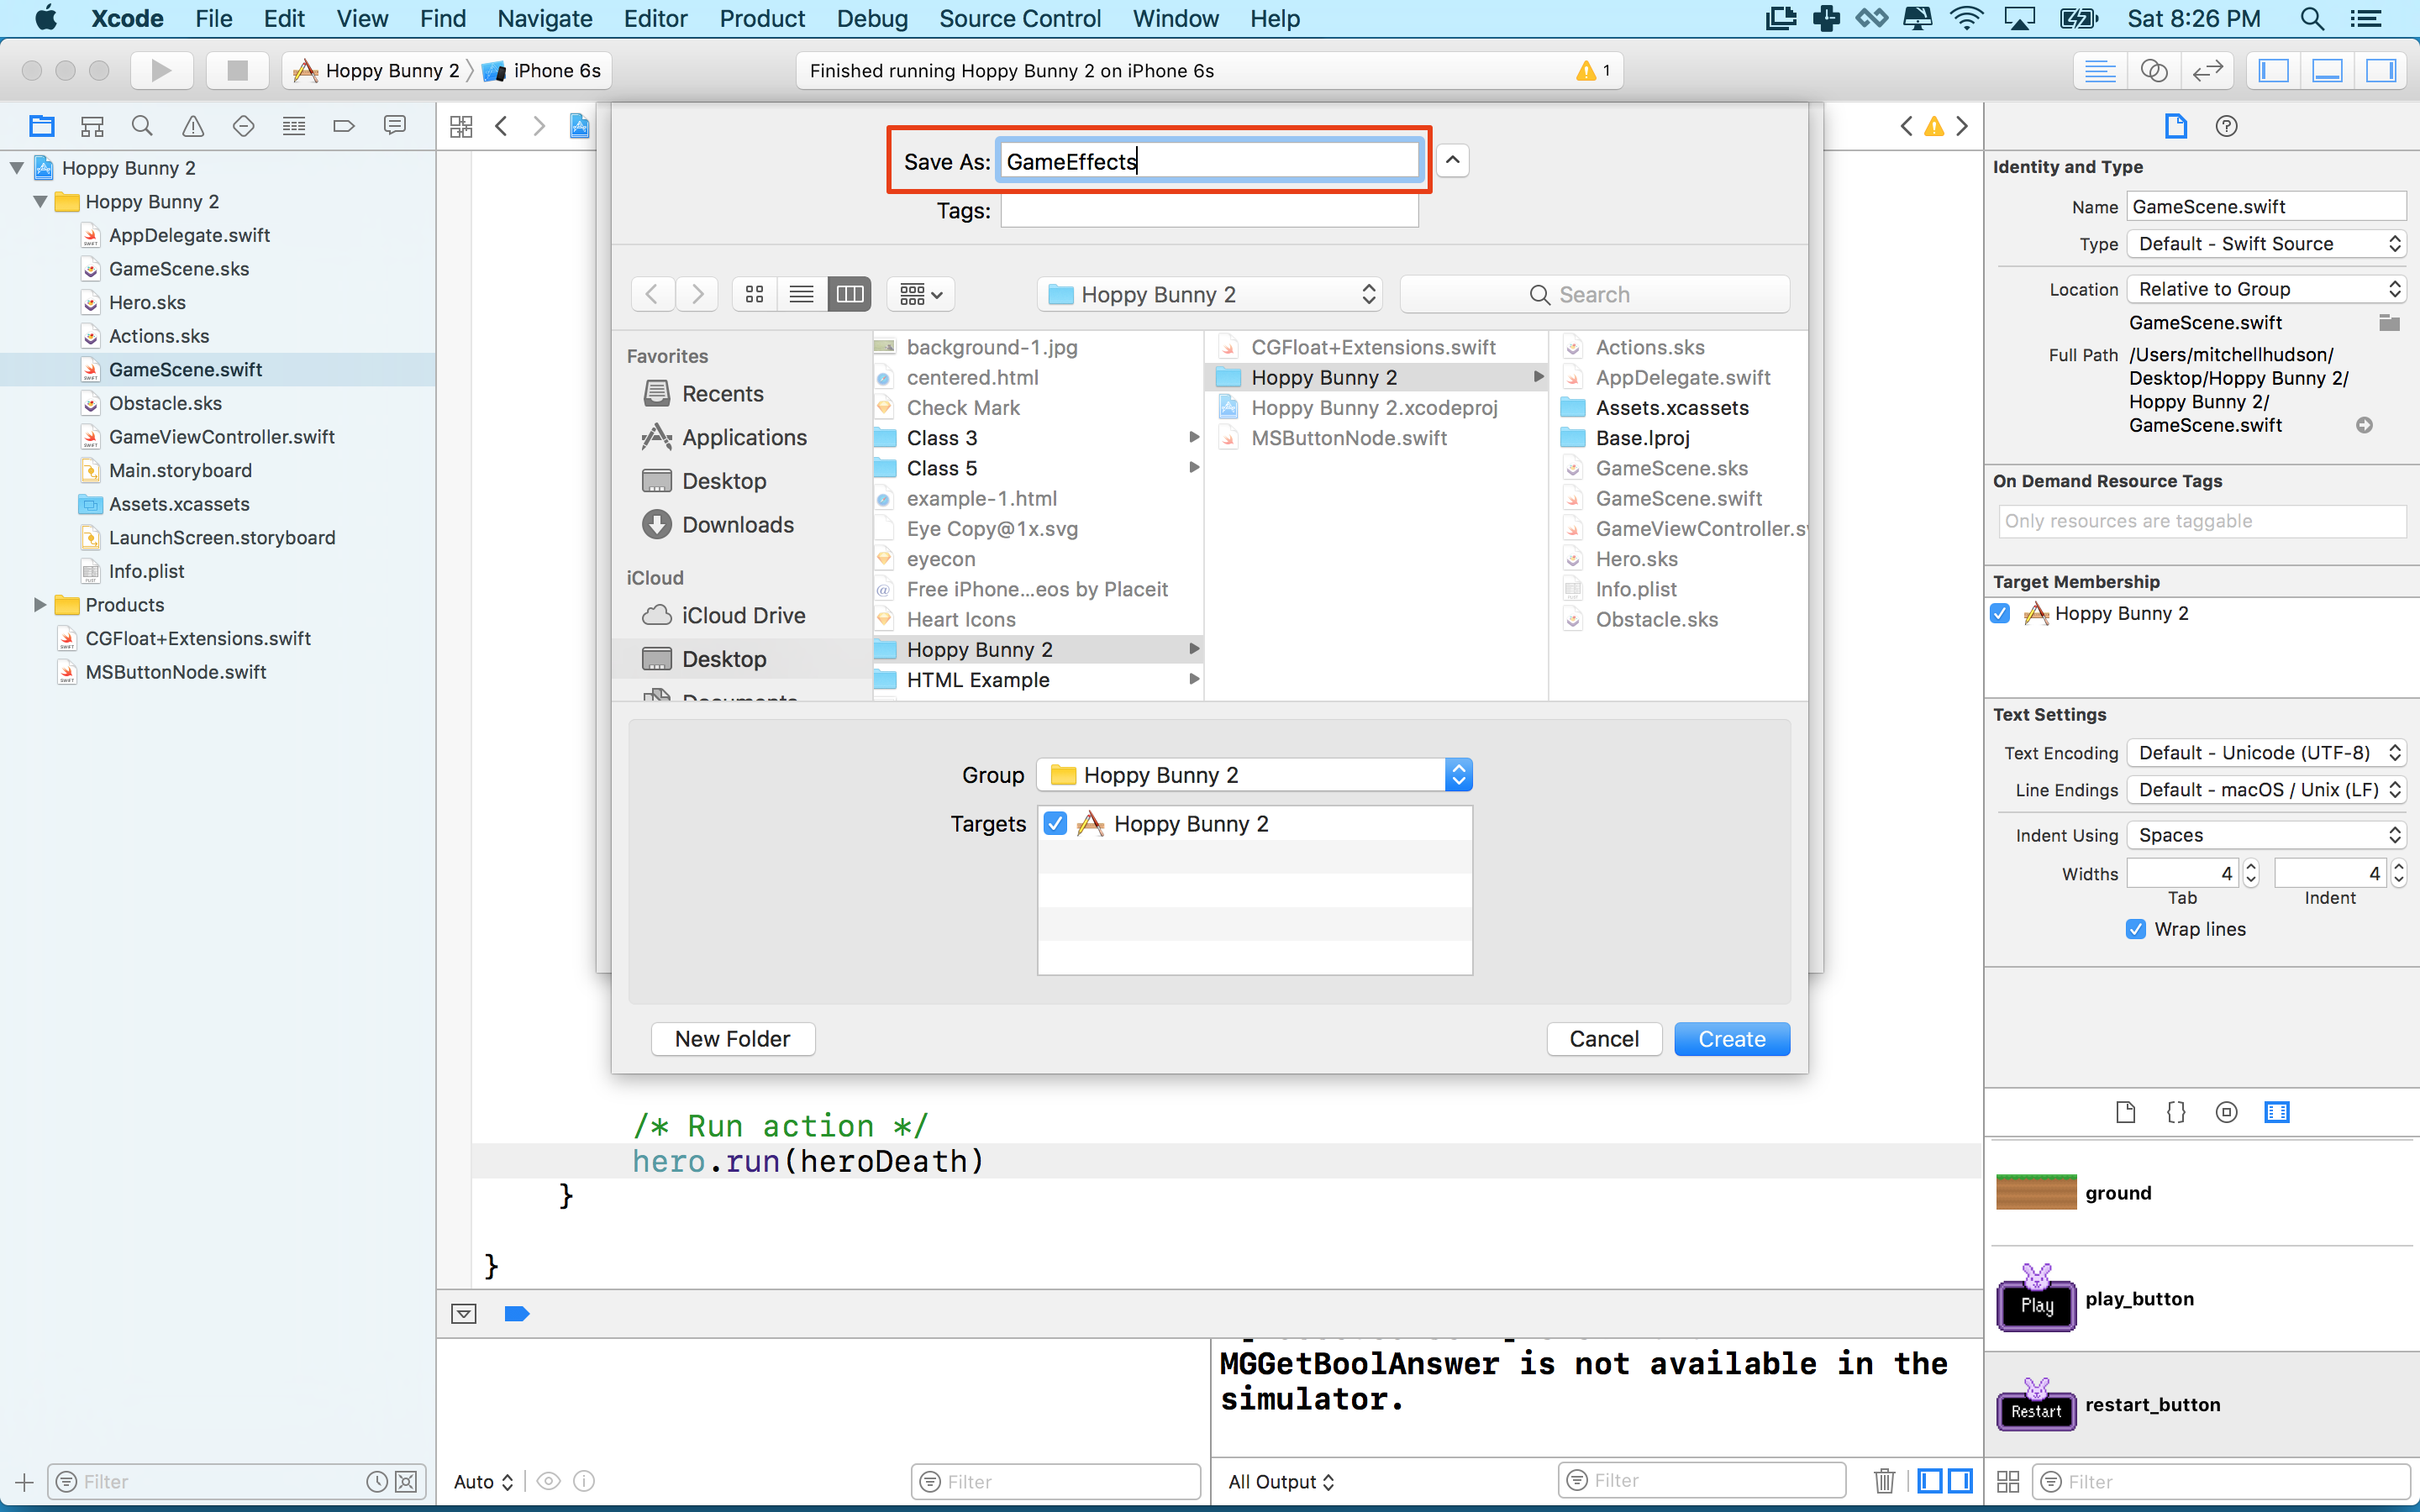 Xcode File Edit View Find Navigate Editor Product Debug Source Control Window Help Sat 8:26 PM
Hoppy Bunny 2 iPhone 6s Finished running Hoppy Bunny 2 on iPhone 6s 1
Save As: GameEffects
Tags:
Hoppy Bunny 2
Search
Hoppy Bunny 2
Hoppy Bunny 2
AppDelegate.swift
GameScene.sks
Hero.sks
Actions.sks
GameScene.swift
Obstacle.sks
GameViewController.swift
Main.storyboard
Assets.xcassets
LaunchScreen.storyboard
Info.plist
Products
CGFloat+Extensions.swift
MSButtonNode.swift
Favorites
Recents
Applications
Desktop
Downloads
iCloud
iCloud Drive
Desktop
Documents
background-1.jpg
centered.html
Check Mark
Class 3
Class 5
example-1.html
Eye Copy@1x.svg
eyecon
Free iPhone...eos by Placeit
Heart Icons
Hoppy Bunny 2
HTML Example
CGFloat+Extensions.swift
Hoppy Bunny 2
Hoppy Bunny 2.xcodeproj
MSButtonNode.swift
Actions.sks
AppDelegate.swift
Assets.xcassets
Base.lproj
GameScene.sks
GameScene.swift
GameViewController.sv
Hero.sks
Info.plist
Obstacle.sks
Group Hoppy Bunny 2
Targets Hoppy Bunny 2
New Folder Cancel Create
/* Run action */
hero.run(heroDeath)
}
}
MGGetBoolAnswer is not available in the
simulator.
Filter
Auto
Filter
All Output
Filter
Identity and Type
Name GameScene.swift
Type Default - Swift Source
Location Relative to Group
GameScene.swift
Full Path /Users/mitchellhudson/
Desktop/Hoppy Bunny 2/
Hoppy Bunny 2/
GameScene.swift
On Demand Resource Tags
Only resources are taggable
Target Membership
Hoppy Bunny 2
Text Settings
Text Encoding Default - Unicode (UTF-8)
Line Endings Default - macOS / Unix (LF)
Indent Using Spaces
Widths 4 4
Tab Indent
Wrap lines
ground
Play play_button
Restart restart_button
Filter